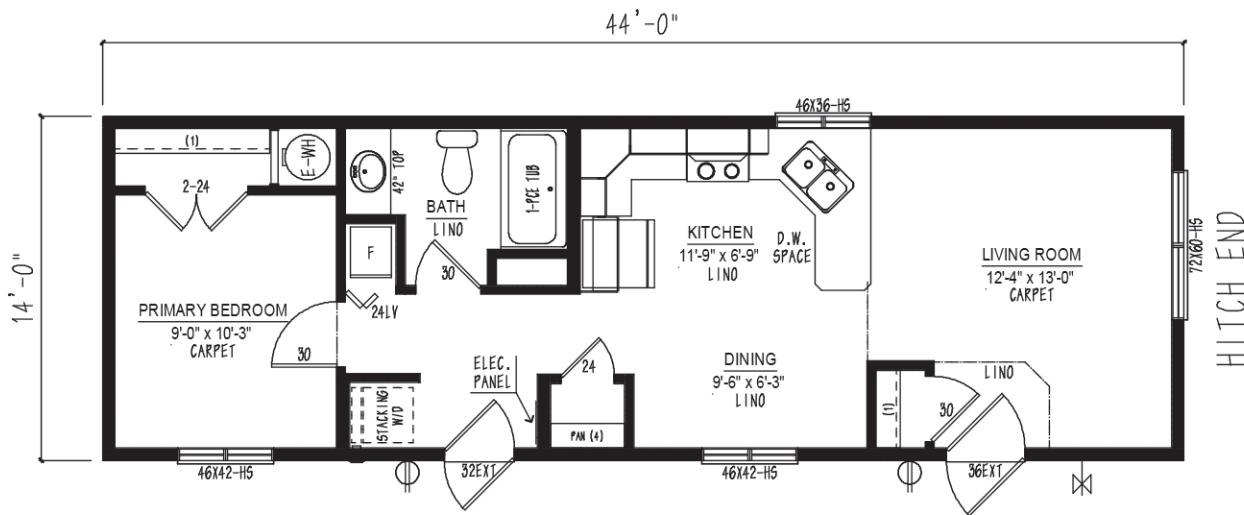 44'-0"
14'-0"
46X36-HS
(1)
E-WH
2-24
42" TOP
BATH
LINO
1-PCE TUB
F
30
24LV
PRIMARY BEDROOM
9'-0" x 10'-3"
CARPET
30
KITCHEN
11'-9" x 6'-9"
LINO
D.W.
SPACE
LIVING ROOM
12'-4" x 13'-0"
CARPET
72X60-HS
HITCH END
ELEC.
PANEL
24
DINING
9'-6" x 6'-3"
LINO
LINO
STACKING
W/D
PAN (4)
(1)
30
46X42-HS
32EXT
46X42-HS
36EXT